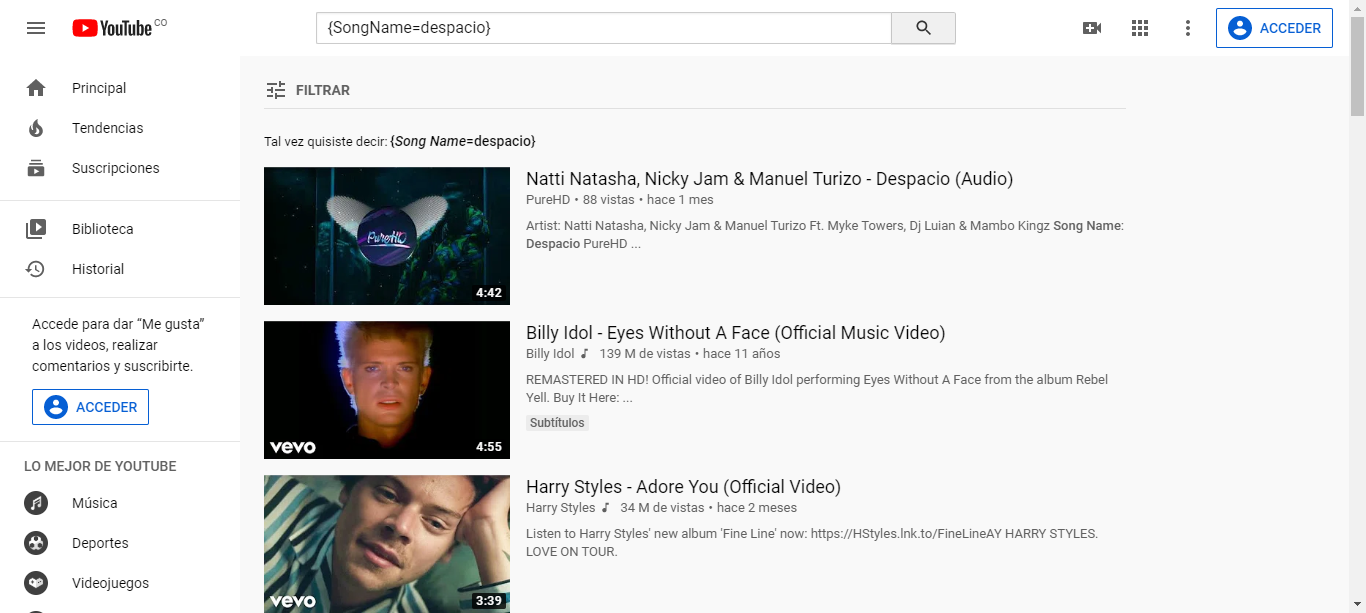 YouTube CO
{SongName=despacio}
ACCEDER
Principal
Tendencias
Suscripciones
Biblioteca
Historial
Accede para dar “Me gusta”
a los videos, realizar
comentarios y suscribirte.
ACCEDER
LO MEJOR DE YOUTUBE
Música
Deportes
Videojuegos
FILTRAR
Tal vez quisiste decir: {Song Name=despacio}
PureHD
4:42
Natti Natasha, Nicky Jam & Manuel Turizo - Despacio (Audio)
PureHD • 88 vistas • hace 1 mes
Artist: Natti Natasha, Nicky Jam & Manuel Turizo Ft. Myke Towers, Dj Luian & Mambo Kingz Song Name:
Despacio PureHD ...
vevo
4:55
Billy Idol - Eyes Without A Face (Official Music Video)
Billy Idol 139 M de vistas • hace 11 años
REMASTERED IN HD! Official video of Billy Idol performing Eyes Without A Face from the album Rebel
Yell. Buy It Here: ...
Subtítulos
vevo
3:39
Harry Styles - Adore You (Official Video)
Harry Styles 34 M de vistas • hace 2 meses
Listen to Harry Styles' new album 'Fine Line' now: https://HStyles.lnk.to/FineLineAY HARRY STYLES.
LOVE ON TOUR.